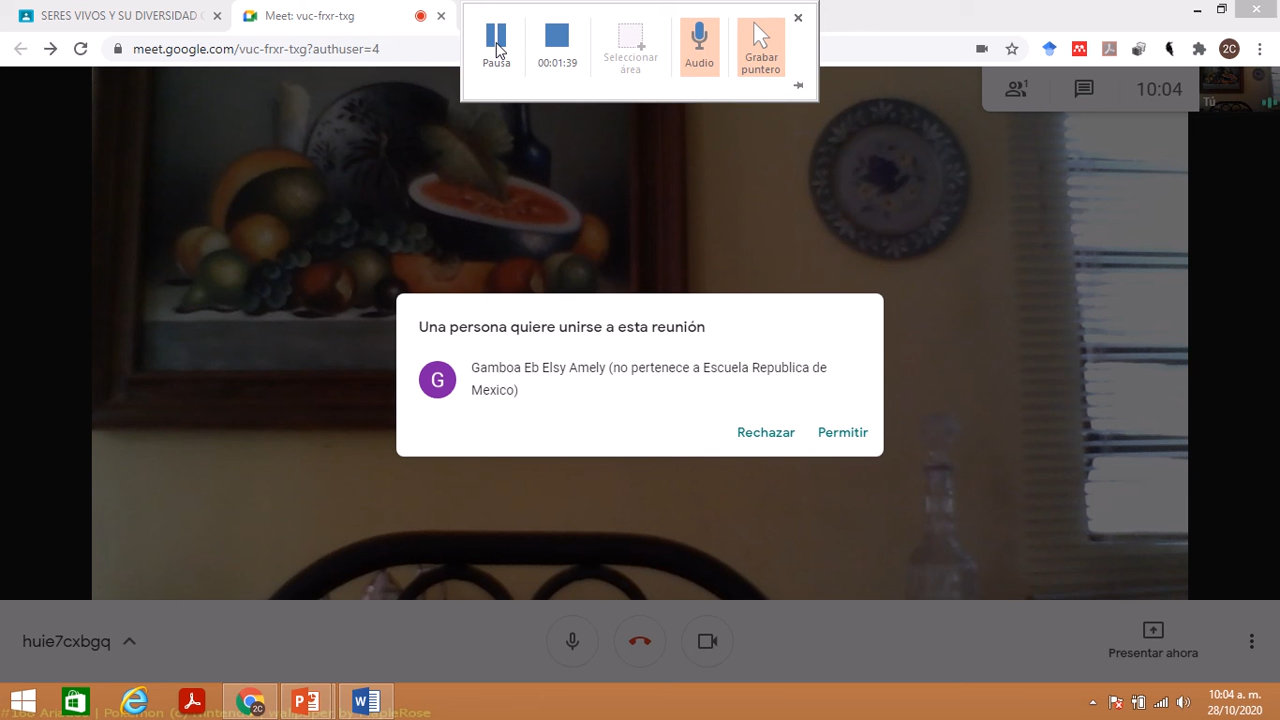 SERES VIVOS Y SU DIVERSIDAD
Meet: vuc-frxr-txg
meet.google.com/vuc-frxr-txg?authuser=4
2C
Pausa
00:01:39
Seleccionar
área
Audio
Grabar
puntero
1
10:04
Tú
Una persona quiere unirse a esta reunión
G
Gamboa Eb Elsy Amely (no pertenece a Escuela Republica de
Mexico)
Rechazar
Permitir
huie7cxbgq
Presentar ahora
10:04 a. m.
28/10/2020